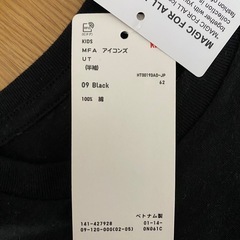 "MAGIC FOR ALL
KIDS
MFA アイコンズ
UT
(半袖)
HT00190A0-JP
09 Black
62
100% 綿
141-427928
ベトナム製
01-14-
09-120-000(02-05)
DN061C